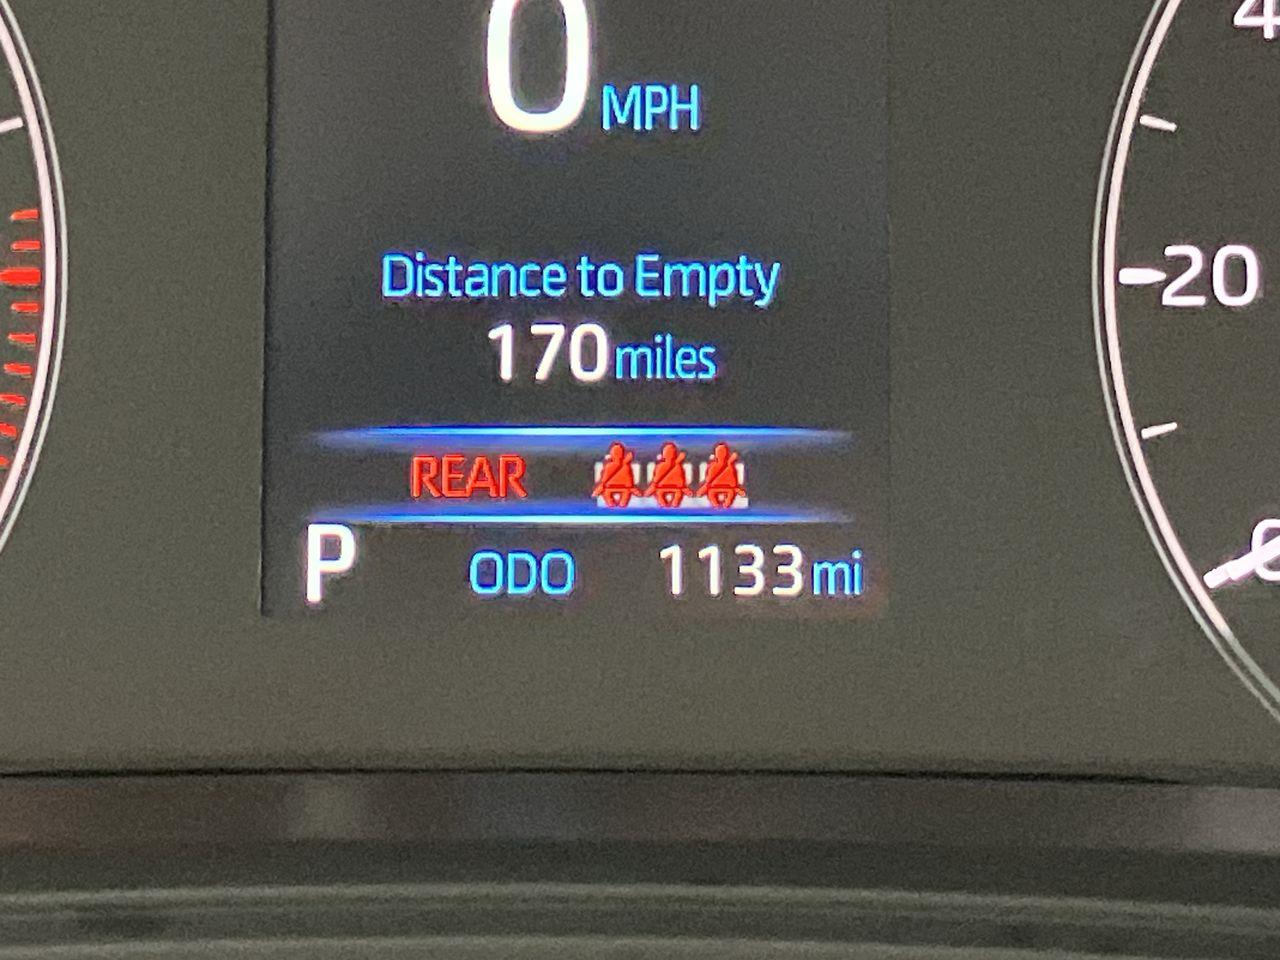 0 MPH
Distance to Empty
170 miles
REAR
P ODO 1133 mi
20